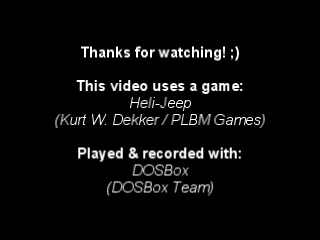 Thanks for watching! ;)
This video uses a game:
Heli-Jeep
(Kurt W. Dekker / PLBM Games)
Played & recorded with:
DOSBox
(DOSBox Team)